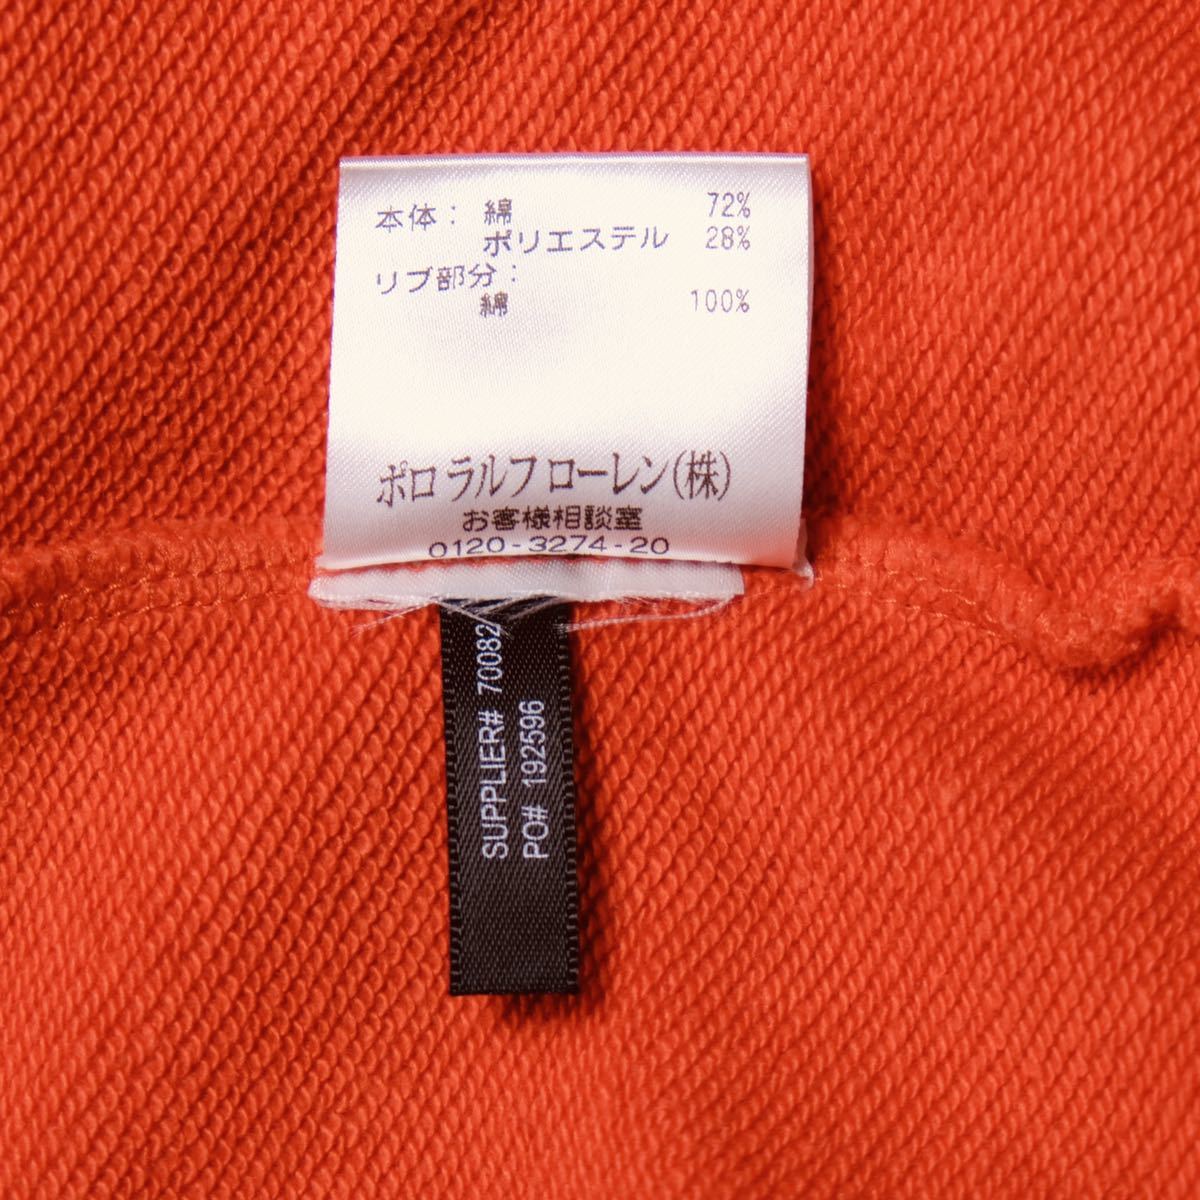 本体： 綿 72%
ポリエステル 28%
リブ部分：
綿 100%
ポロ ラルフ ローレン(株)
お客様相談室
0120-3274-20
SUPPLIER# 70082
PO# 192596